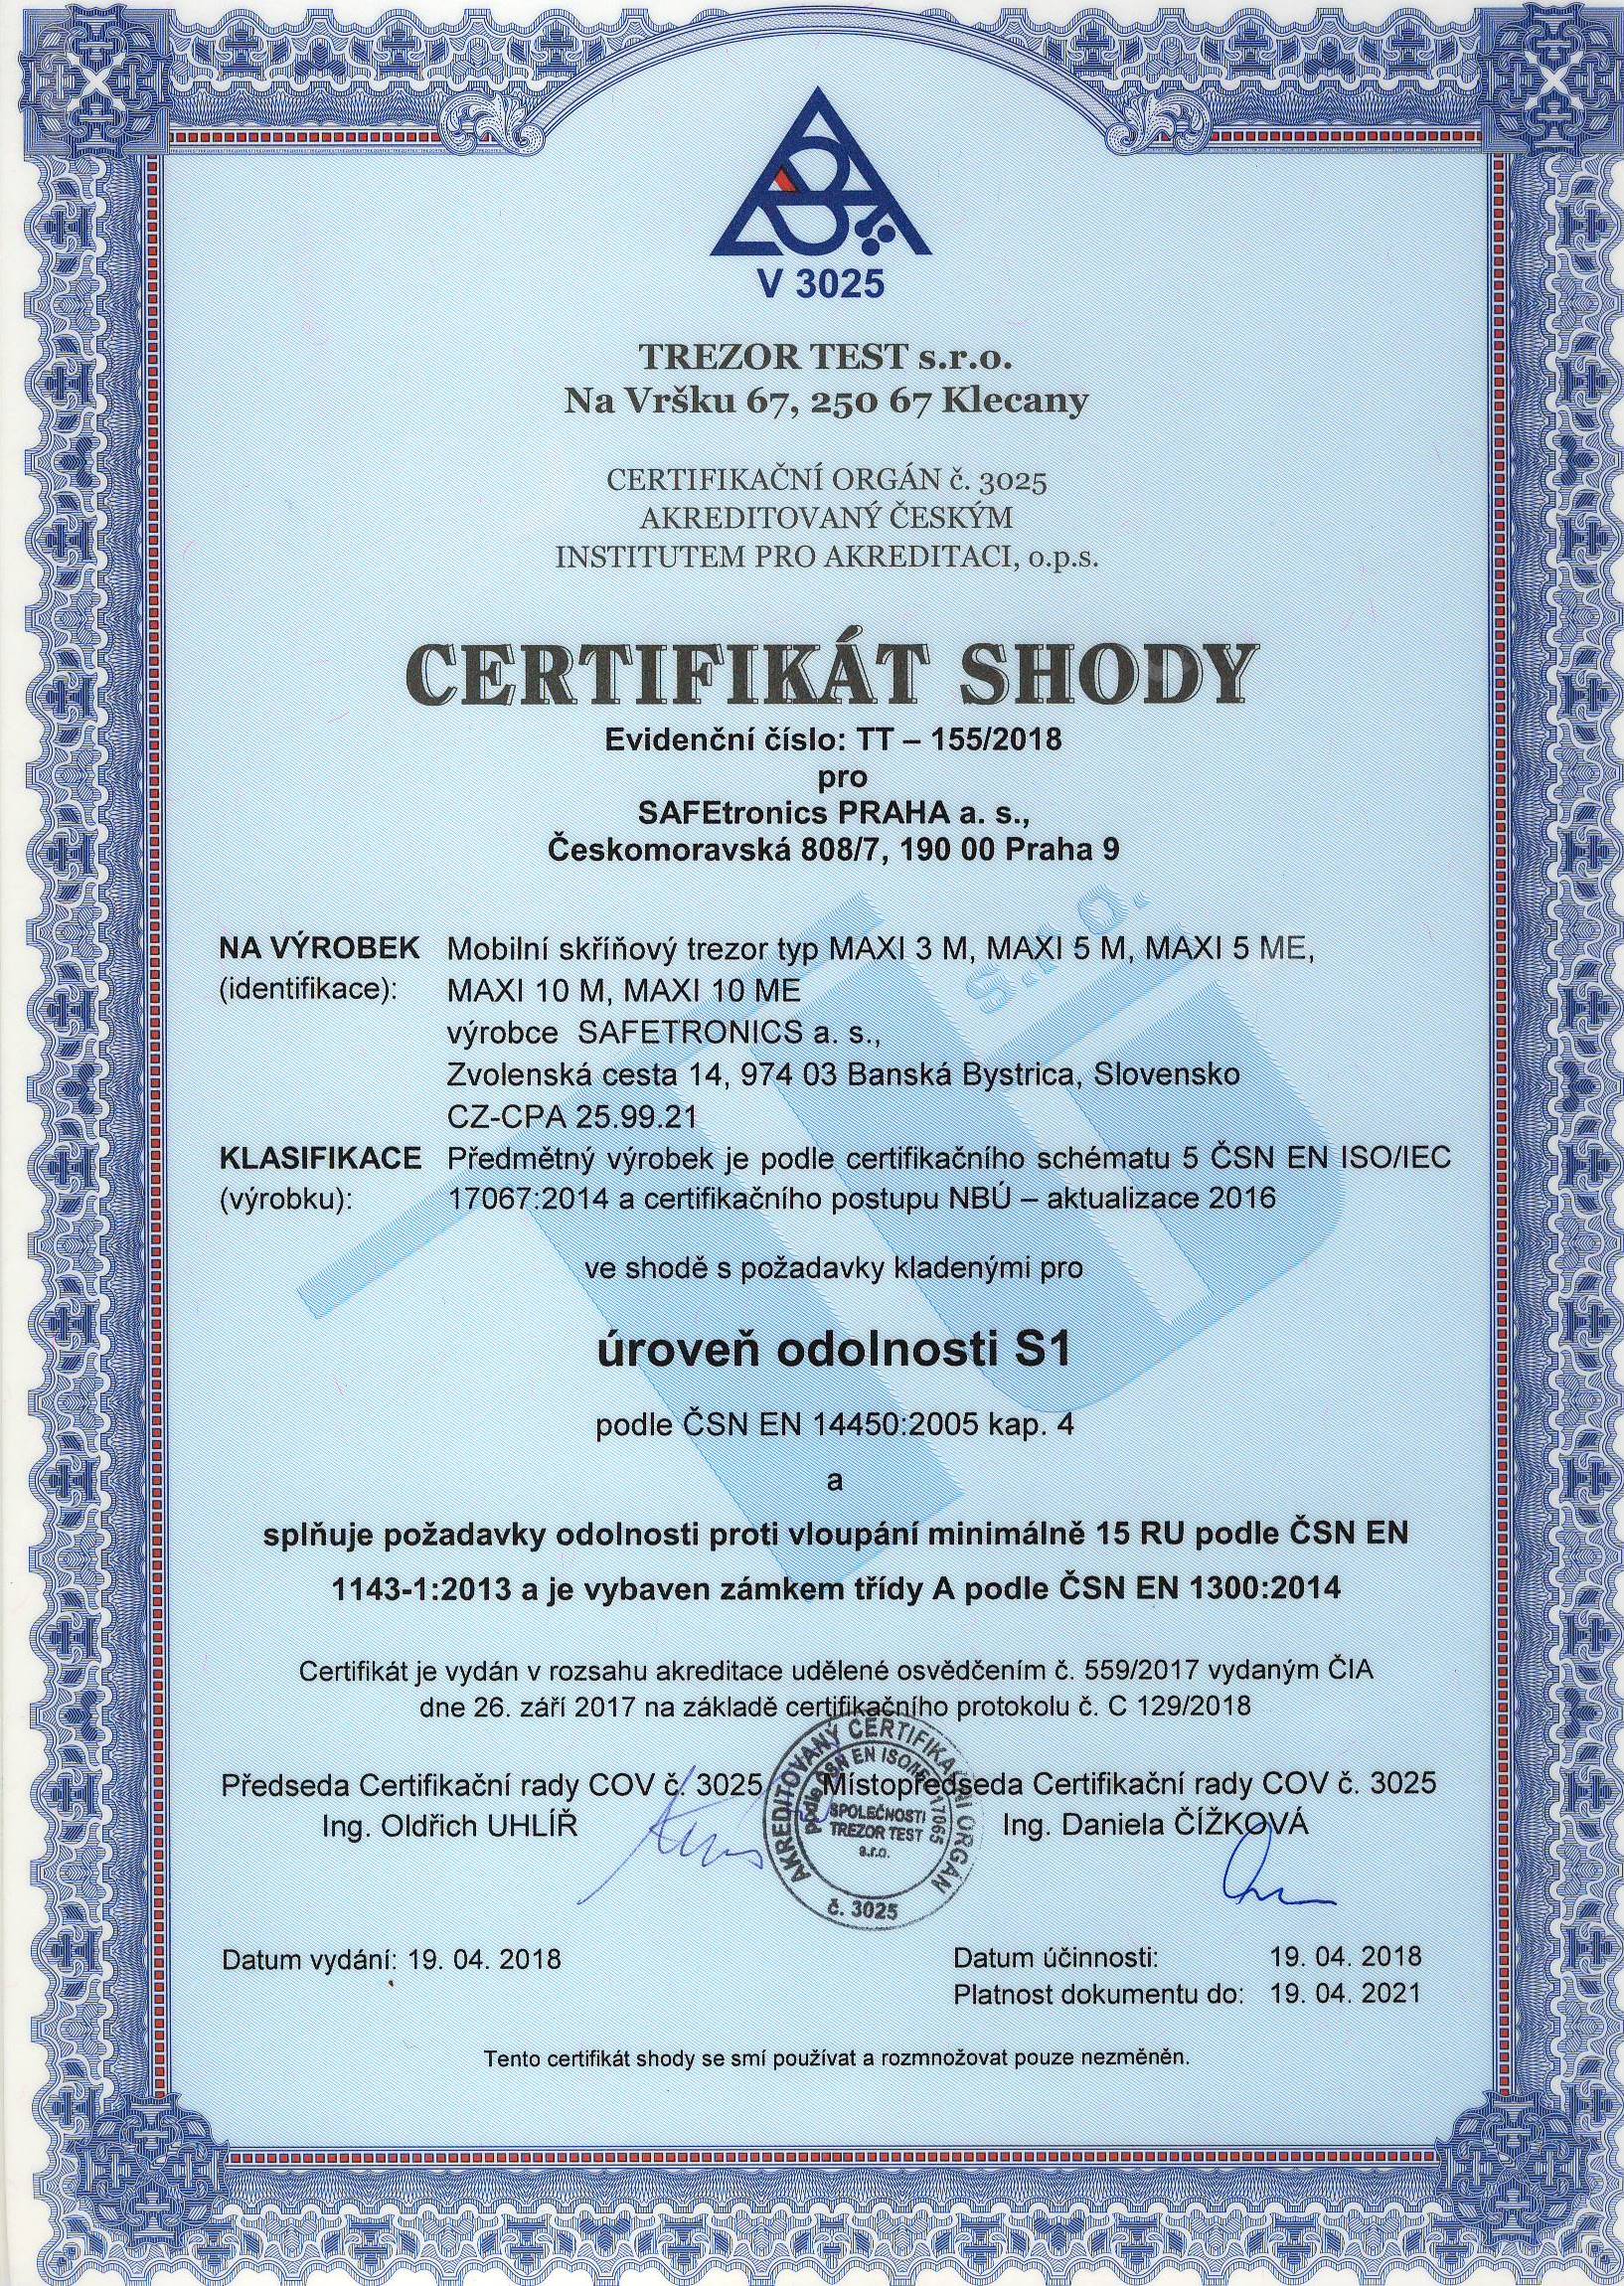 V 3025
TREZOR TEST s.r.o.
Na Vršku 67, 250 67 Klecany
CERTIFIKAČNÍ ORGÁN č. 3025
AKREDITOVANÝ ČESKÝM
INSTITUTEM PRO AKREDITACI, o.p.s.
CERTIFIKÁT SHODY
Evidenční číslo: TT – 155/2018
pro
SAFEtronics PRAHA a. s.,
Českomoravská 808/7, 190 00 Praha 9
s.r.o.
NA VÝROBEK Mobilní skříňový trezor typ MAXI 3 M, MAXI 5 M, MAXI 5 ME,
(identifikace): MAXI 10 M, MAXI 10 ME
výrobce SAFETRONICS a. s.,
Zvolenská cesta 14, 974 03 Banská Bystrica, Slovensko
CZ-CPA 25.99.21
KLASIFIKACE Předmětný výrobek je podle certifikačního schématu 5 ČSN EN ISO/IEC
(výrobku): 17067:2014 a certifikačního postupu NBÚ – aktualizace 2016
ve shodě s požadavky kladenými pro
úroveň odolnosti S1
podle ČSN EN 14450:2005 kap. 4
a
splňuje požadavky odolnosti proti vloupání minimálně 15 RU podle ČSN EN
1143-1:2013 a je vybaven zámkem třídy A podle ČSN EN 1300:2014
Certifikát je vydán v rozsahu akreditace udělené osvědčením č. 559/2017 vydaným ČIA
dne 26. září 2017 na základě certifikačního protokolu č. C 129/2018
Předseda Certifikační rady COV č. 3025 Místopředseda Certifikační rady COV č. 3025
Ing. Oldřich UHLÍŘ Ing. Daniela ČÍŽKOVÁ
AKREDITOVANÝ CERTIFIKAČNÍ ORGÁN
podle ČSN EN ISO/IEC 17065
SPOLEČNOSTI
TREZOR TEST
s.r.o.
č. 3025
Datum vydání: 19. 04. 2018 Datum účinnosti: 19. 04. 2018
Platnost dokumentu do: 19. 04. 2021
Tento certifikát shody se smí používat a rozmnožovat pouze nezměněn.